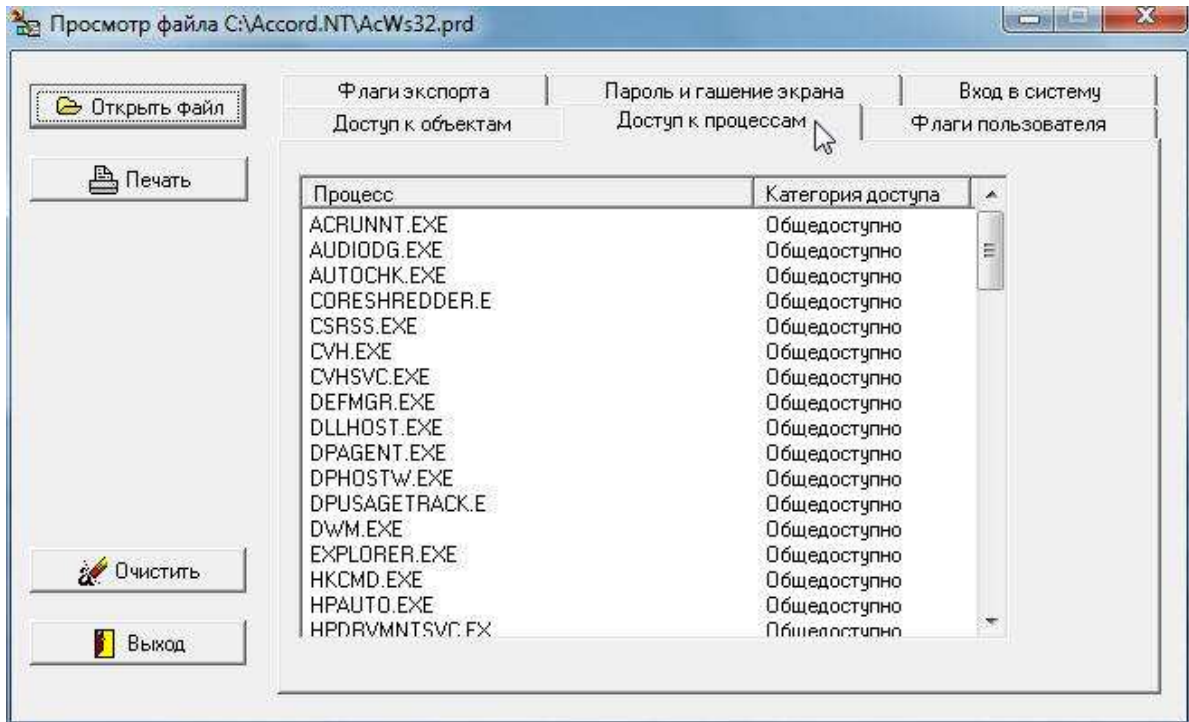 Просмотр файла C:\Accord.NT\AcWs32.prd
Открыть файл
Печать
Очистить
Выход
Флаги экспорта
Пароль и гашение экрана
Вход в систему
Доступ к объектам
Доступ к процессам
Флаги пользователя
Процесс Категория доступа
ACRUNNT.EXE Общедоступно
AUDIODG.EXE Общедоступно
AUTOCHK.EXE Общедоступно
CORESHREDDER.E Общедоступно
CSRSS.EXE Общедоступно
CVH.EXE Общедоступно
CVHSVC.EXE Общедоступно
DEFMGR.EXE Общедоступно
DLLHOST.EXE Общедоступно
DPAGENT.EXE Общедоступно
DPHOSTW.EXE Общедоступно
DPUSAGETRACK.E Общедоступно
DWM.EXE Общедоступно
EXPLORER.EXE Общедоступно
HKCMD.EXE Общедоступно
HPAUTO.EXE Общедоступно
HPDRVMNTSVC.EX Общедоступно